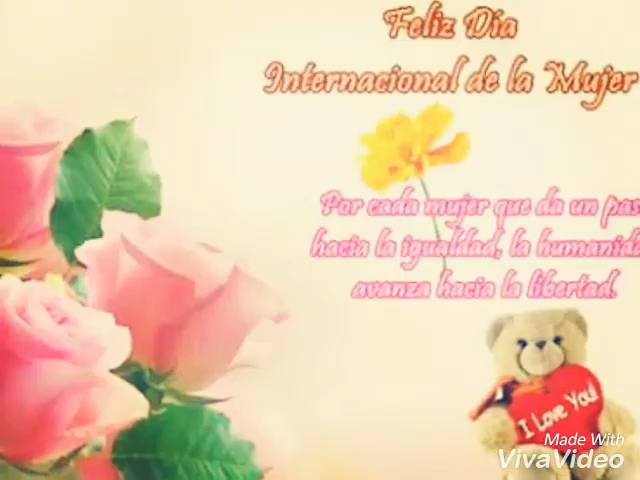 Feliz Día
Internacional de la Mujer
Por cada mujer que da un pas
hacia la igualdad, la humanida
avanza hacia la libertad.
I Love You!
Made With
VivaVideo